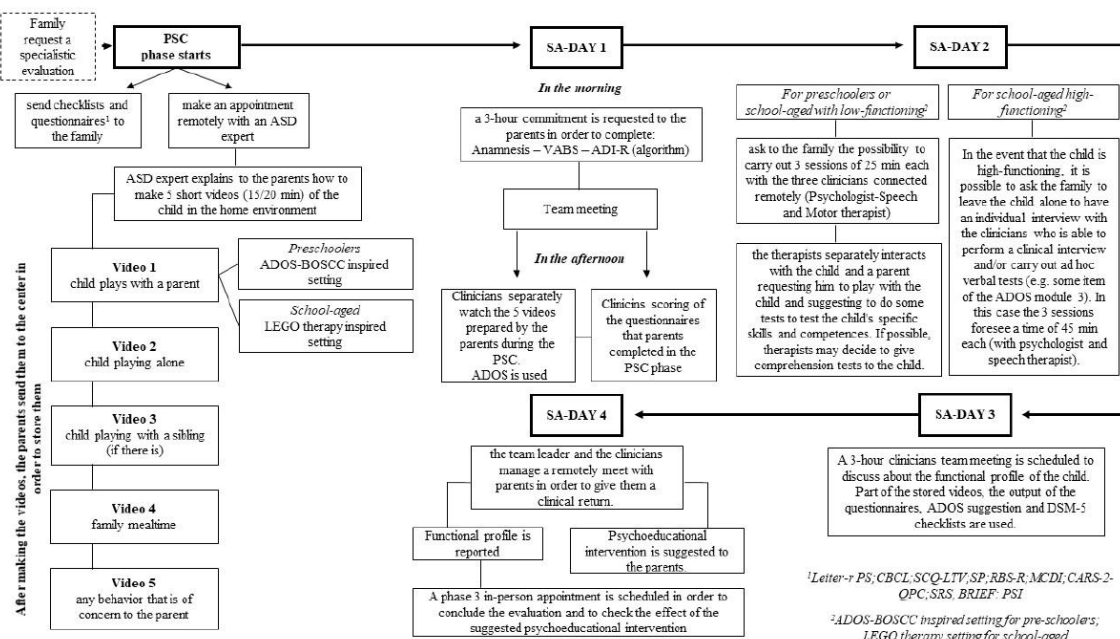 Family
request a
specialistic
evaluation
PSC
phase starts
send checklists and
questionnaires¹ to
the family
make an appointment
remotely with an ASD
expert
ASD expert explains to the parents how to
make 5 short videos (15/20 min) of
the child in the home environment
After making the videos, the parents send them to the center in
order to store them
Video 1
child plays with a parent
Preschoolers
ADOS-BOSCC inspired
setting
School-aged
LEGO therapy inspired
setting
Video 2
child playing alone
Video 3
child playing with a sibling
(if there is)
Video 4
family mealtime
Video 5
any behavior that is of
concern to the parent
SA-DAY 1
In the morning
a 3-hour commitment is requested to the
parents in order to complete:
Anamnesis – VABS – ADI-R (algorithm)
Team meeting
In the afternoon
Clinicians separately
watch the 5 videos
prepared by the
parents during the
PSC.
ADOS is used
Clinicins scoring of
the questionnaires
that parents
completed in the
PSC phase
SA-DAY 2
For preschoolers or
school-aged with low-functioning²
ask to the family the possibility to
carry out 3 sessions of 25 min each
with the three clinicians connected
remotely (Psychologist-Speech
and Motor therapist)
the therapists separately interacts
with the child and a parent
requesting him to play with the
child and suggesting to do some
tests to test the child's specific
skills and competences. If possible,
therapists may decide to give
comprehension tests to the child.
For school-aged high-
functioning²
In the event that the child is
high-functioning, it is
possible to ask the family to
leave the child alone to have
an individual interview with
the clinicians who is able to
perform a clinical interview
and/or carry out ad hoc
verbal tests (e.g. some item
of the ADOS module 3). In
this case the 3 sessions
foresee a time of 45 min
each (with psychologist and
speech therapist).
SA-DAY 3
A 3-hour clinicians team meeting is scheduled to
discuss about the functional profile of the child.
Part of the stored videos, the output of the
questionnaires, ADOS suggestion and DSM-5
checklists are used.
SA-DAY 4
the team leader and the clinicians
manage a remotely meet with
parents in order to give them a
clinical return.
Functional profile is
reported
Psychoeducational
intervention is suggested to
the parents.
A phase 3 in-person appointment is scheduled in order to
conclude the evaluation and to check the effect of the
suggested psychoeducational intervention
¹Leiter-r PS; CBCL; SCQ-LTV; SP; RBS-R; MCDI; CARS-2-
QPC; SRS, BRIEF: PSI
²ADOS-BOSCC inspired setting for pre-schoolers;
LEGO therapy setting for school-aged